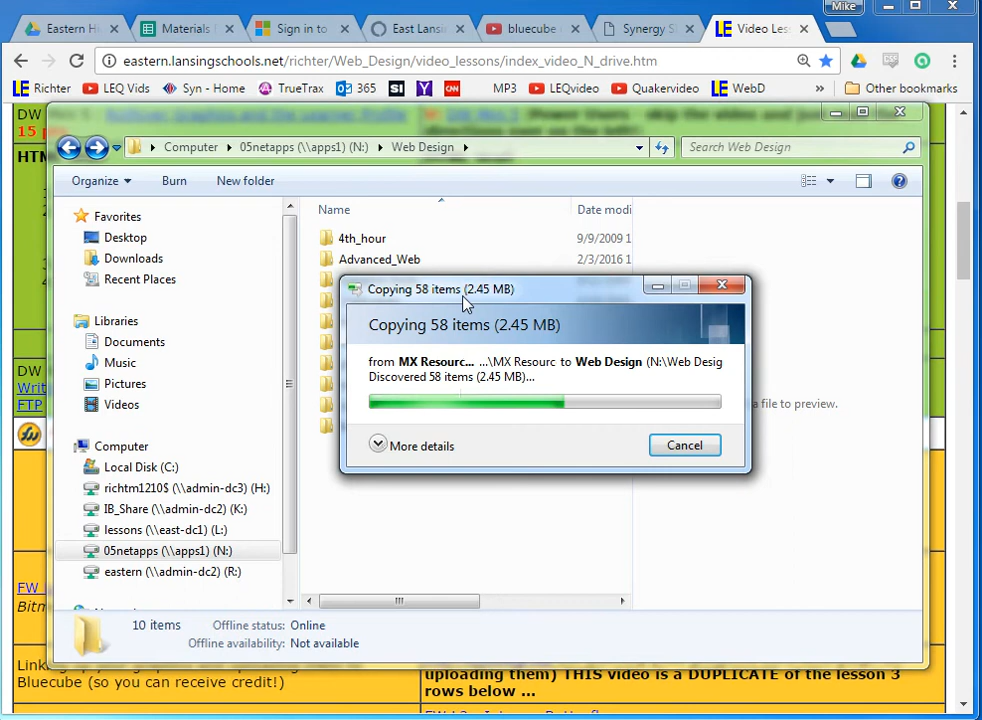 Mike
Eastern H
Materials
Sign in to
East Lansin
bluecube
Synergy S
Video Less
eastern.lansingschools.net/richter/Web_Design/video_lessons/index_video_N_drive.htm
Richter LEQ Vids Syn - Home TrueTrax 365 SI Y CNN MP3 LEQvideo Quakervideo WebD » Other bookmarks
DW
15 p
HTM
Computer 05netapps (\\apps1) (N:) Web Design
Search Web Design
Organize Burn New folder
Favorites
Desktop
Downloads
Recent Places
Libraries
Documents
Music
Pictures
Videos
Computer
Local Disk (C:)
richtm1210$ (\\admin-dc3) (H:)
IB_Share (\\admin-dc2) (K:)
lessons (\\east-dc1) (L:)
05netapps (\\apps1) (N:)
eastern (\\admin-dc2) (R:)
Name Date modi
4th_hour 9/9/2009 1
Advanced_Web 2/3/2016 1
Copying 58 items (2.45 MB)
Copying 58 items (2.45 MB)
from MX Resourc... ...\MX Resourc to Web Design (N:\Web Desig
Discovered 58 items (2.45 MB)...
More details
Cancel
a file to preview.
10 items Offline status: Online
Offline availability: Not available
DW
Writ
FTP
FW
Bitm
Bluecube (so you can receive credit!)
uploading them) THIS video is a DUPLICATE of the lesson 3
rows below ...